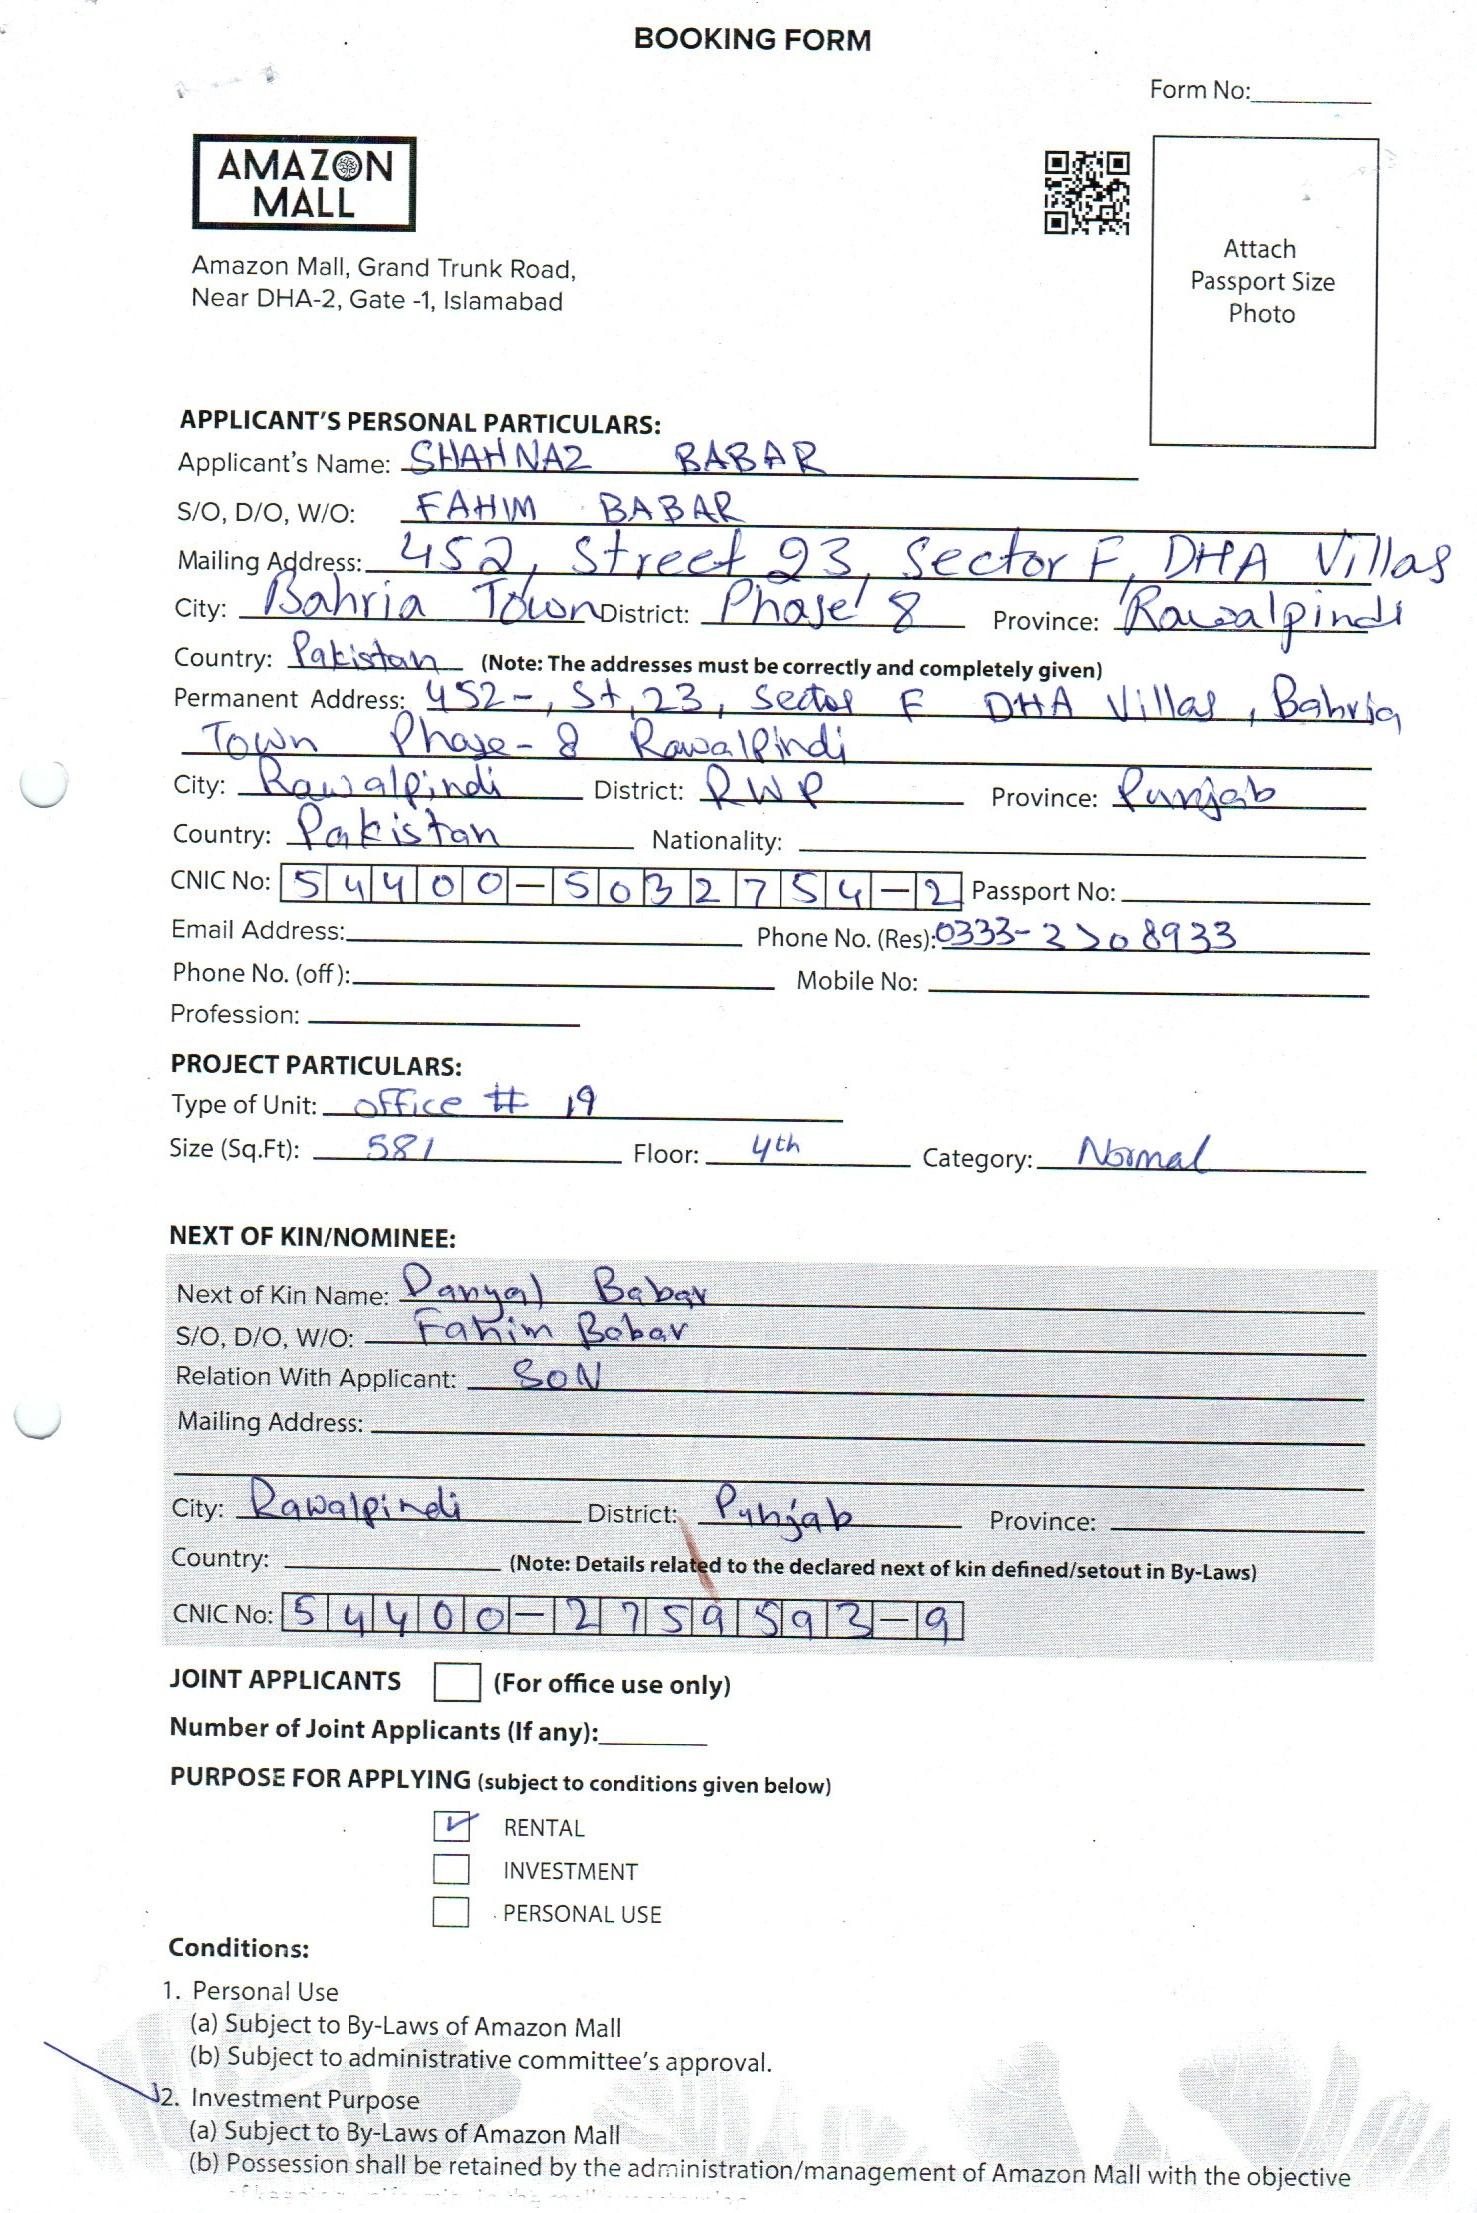 BOOKING FORM
Form No:
AMAZON
MALL
Attach
Passport Size
Photo
Amazon Mall, Grand Trunk Road,
Near DHA-2, Gate -1, Islamabad
APPLICANT'S PERSONAL PARTICULARS:
Applicant's Name: SHAHNAZ BABAR
S/O, D/O, W/O: FAHIM BABAR
Mailing Address: 452, Street 23, Sector F, DHA Villas
City: Bahria Town District: Phase 8 Province: Rawalpindi
Country: Pakistan (Note: The addresses must be correctly and completely given)
Permanent Address: 452-, St, 23, Sector F DHA Villas, Bahria
Town Phase-8 Rawalpindi
City: Rawalpindi District: RWP Province: Punjab
Country: Pakistan Nationality:
CNIC No: 54400-5032754-2 Passport No:
Email Address: Phone No. (Res):
Phone No. (off): Mobile No:
Profession:
PROJECT PARTICULARS:
Type of Unit: office # 19
Size (Sq.Ft): 581 Floor: 4th Category: Normal
NEXT OF KIN/NOMINEE:
Next of Kin Name: Danyal Babar
S/O, D/O, W/O: Fahim Babar
Relation With Applicant: SON
Mailing Address:
City: Rawalpindi District: Punjab Province:
Country: (Note: Details related to the declared next of kin defined/setout in By-Laws)
CNIC No: 54400-2759593-9
JOINT APPLICANTS (For office use only)
Number of Joint Applicants (If any):
PURPOSE FOR APPLYING (subject to conditions given below)
RENTAL
INVESTMENT
PERSONAL USE
Conditions:
1. Personal Use
(a) Subject to By-Laws of Amazon Mall
(b) Subject to administrative committee's approval.
2. Investment Purpose
(a) Subject to By-Laws of Amazon Mall
(b) Possession shall be retained by the administration/management of Amazon Mall with the objective